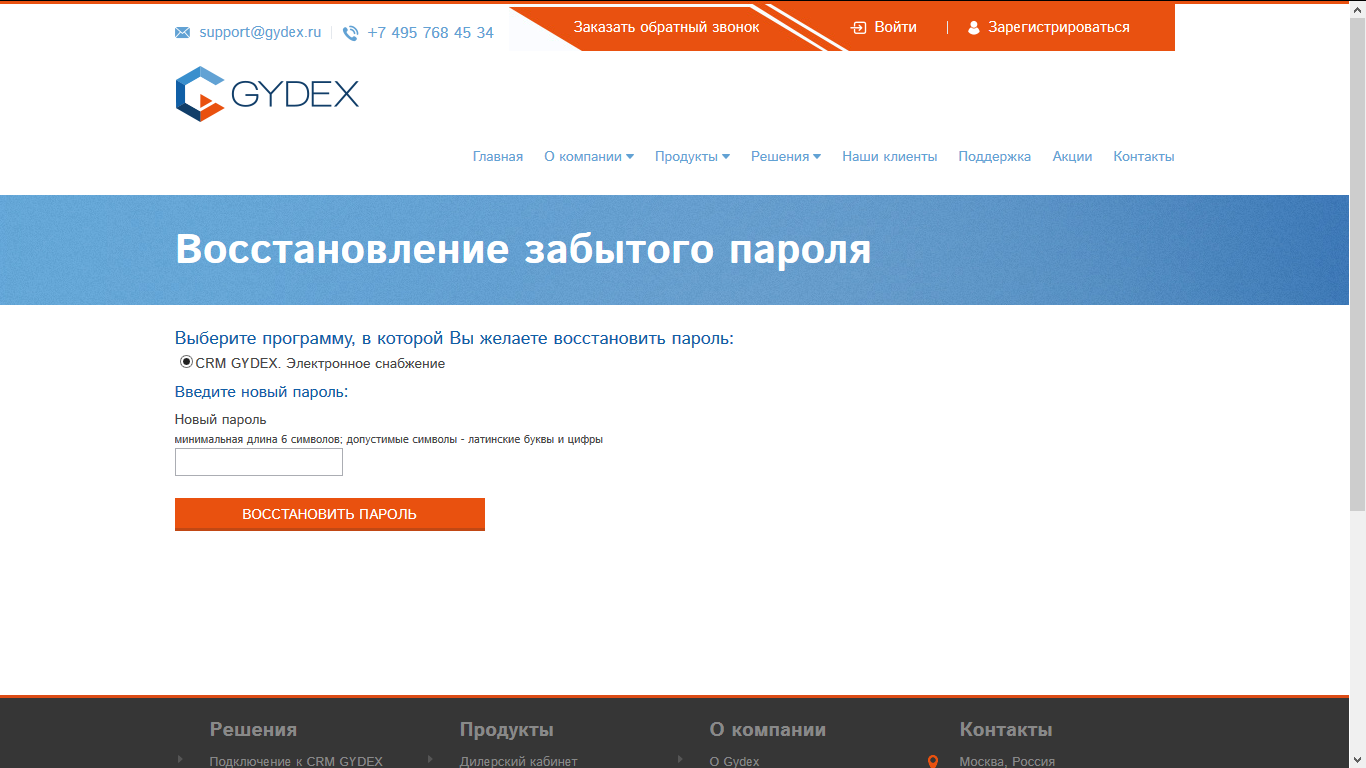 support@gydex.ru +7 495 768 45 34 Заказать обратный звонок Войти Зарегистрироваться
GYDEX
Главная О компании Продукты Решения Наши клиенты Поддержка Акции Контакты
Восстановление забытого пароля
Выберите программу, в которой Вы желаете восстановить пароль:
CRM GYDEX. Электронное снабжение
Введите новый пароль:
Новый пароль
минимальная длина 6 символов; допустимые символы - латинские буквы и цифры
ВОССТАНОВИТЬ ПАРОЛЬ
Решения Продукты О компании Контакты
Подключение к CRM GYDEX Дилерский кабинет О Gydex Москва, Россия